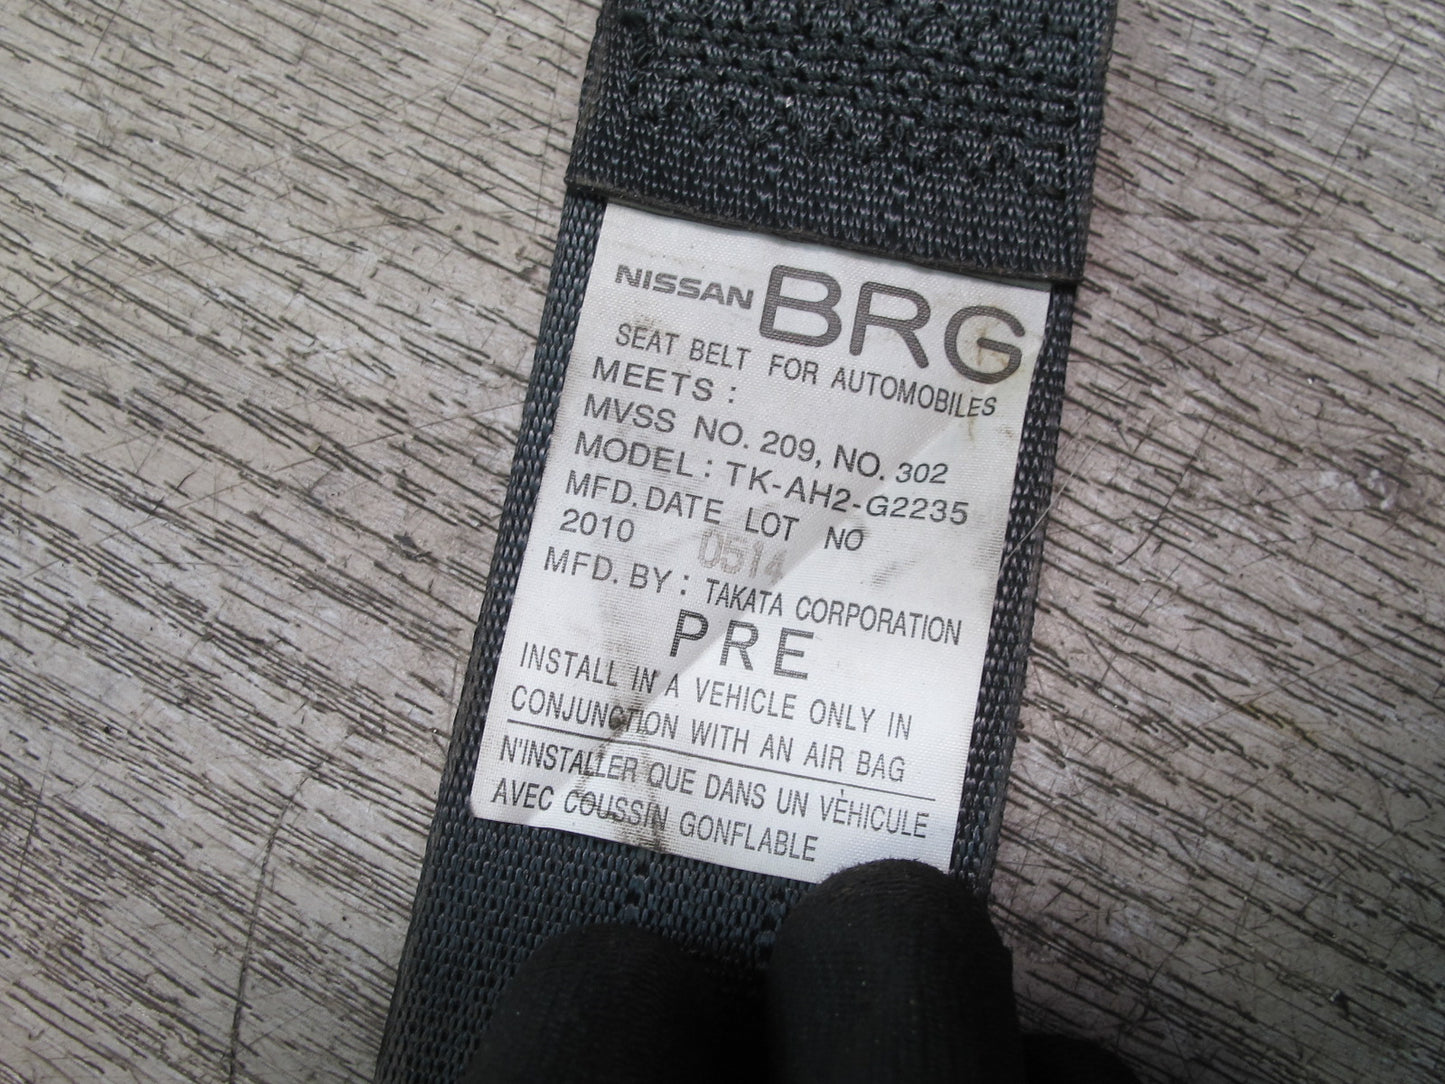 NISSAN BRG
SEAT BELT FOR AUTOMOBILES
MEETS :
MVSS NO. 209, NO. 302
MODEL : TK-AH2-G2235
MFD. DATE LOT NO
2010 0514
MFD. BY : TAKATA CORPORATION
PRE
INSTALL IN A VEHICLE ONLY IN
CONJUNCTION WITH AN AIR BAG
N'INSTALLER QUE DANS UN VÈHICULE
AVEC COUSSIN GONFLABLE